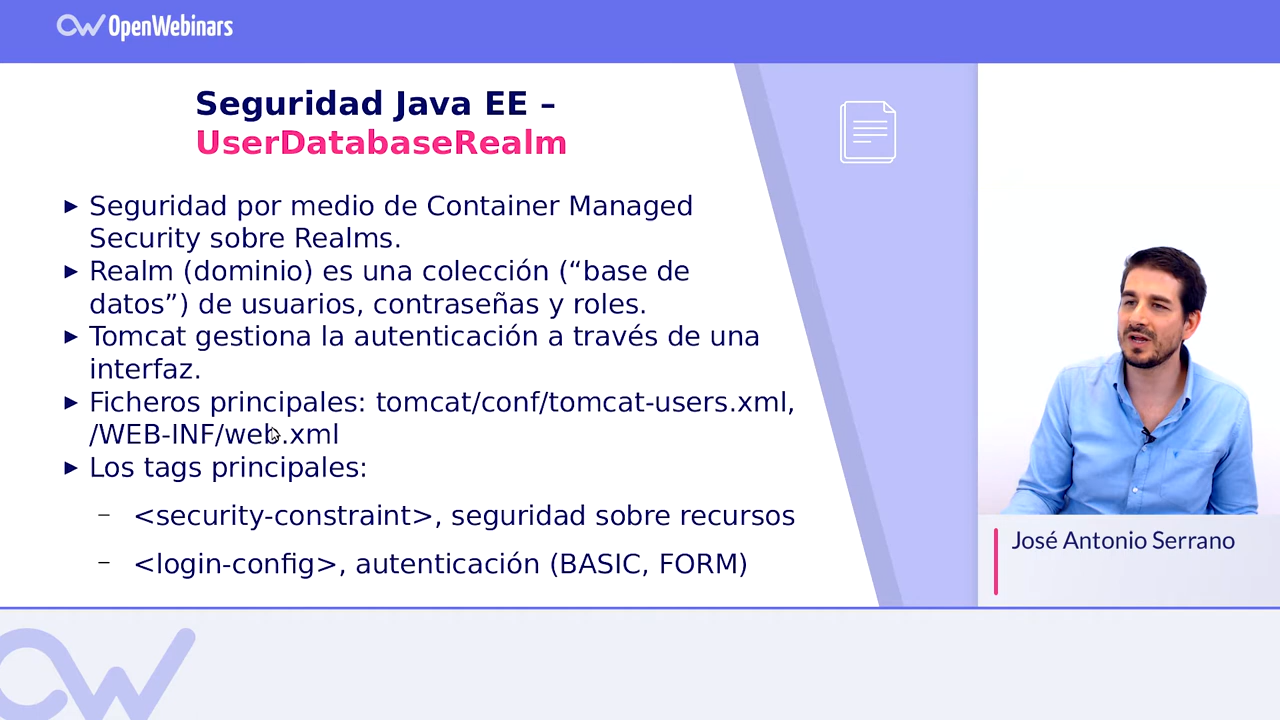 OpenWebinars
Seguridad Java EE –
UserDatabaseRealm
► Seguridad por medio de Container Managed
Security sobre Realms.
► Realm (dominio) es una colección (“base de
datos”) de usuarios, contraseñas y roles.
► Tomcat gestiona la autenticación a través de una
interfaz.
► Ficheros principales: tomcat/conf/tomcat-users.xml,
/WEB-INF/web.xml
► Los tags principales:
– <security-constraint>, seguridad sobre recursos
– <login-config>, autenticación (BASIC, FORM)
José Antonio Serrano